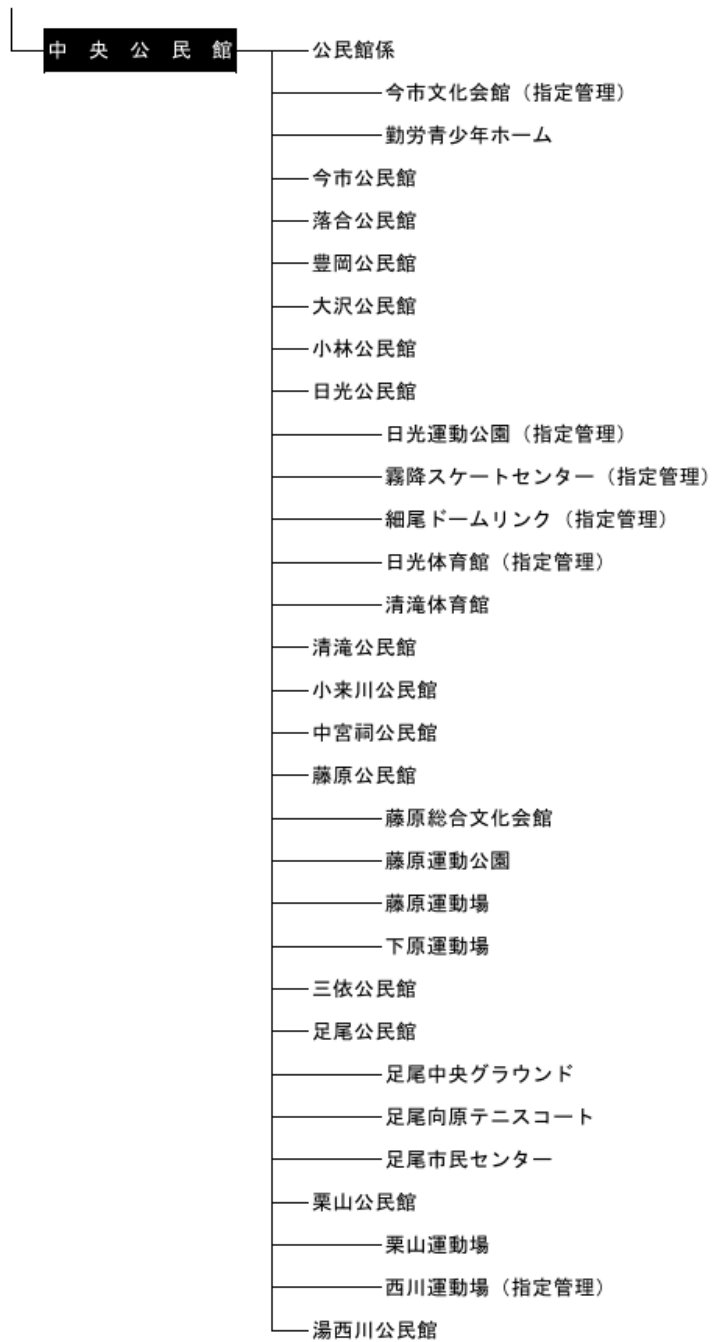 中央公民館
公民館係
今市文化会館（指定管理）
勤労青少年ホーム
今市公民館
落合公民館
豊岡公民館
大沢公民館
小林公民館
日光公民館
日光運動公園（指定管理）
霧降スケートセンター（指定管理）
細尾ドームリンク（指定管理）
日光体育館（指定管理）
清滝体育館
清滝公民館
小来川公民館
中宮祠公民館
藤原公民館
藤原総合文化会館
藤原運動公園
藤原運動場
下原運動場
三依公民館
足尾公民館
足尾中央グラウンド
足尾向原テニスコート
足尾市民センター
栗山公民館
栗山運動場
西川運動場（指定管理）
湯西川公民館